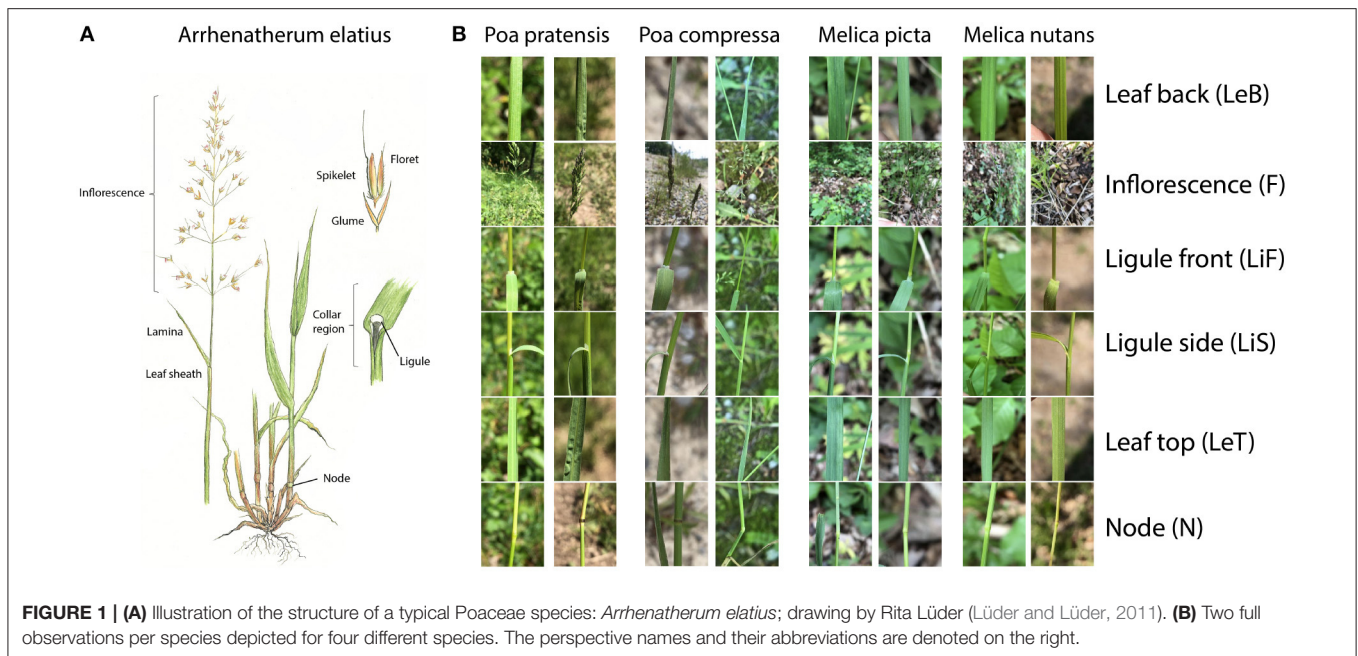 A
Arrhenatherum elatius
Inflorescence
Spikelet
Floret
Glume
Lamina
Leaf sheath
Collar
region
Ligule
Node
B
Poa pratensis
Poa compressa
Melica picta
Melica nutans
Leaf back (LeB)
Inflorescence (F)
Ligule front (LiF)
Ligule side (LiS)
Leaf top (LeT)
Node (N)
FIGURE 1 | (A) Illustration of the structure of a typical Poaceae species: Arrhenatherum elatius; drawing by Rita Lüder (Lüder and Lüder, 2011). (B) Two full
observations per species depicted for four different species. The perspective names and their abbreviations are denoted on the right.